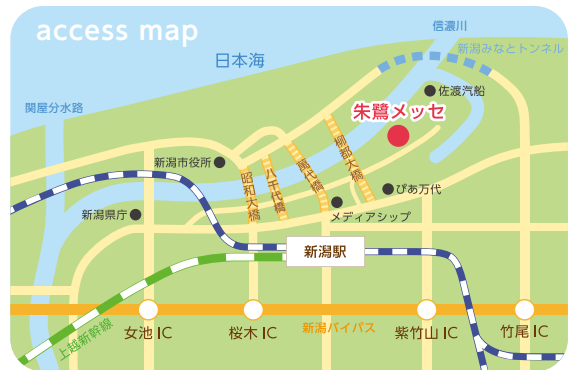 access map
信濃川
新潟みなとトンネル
日本海
佐渡汽船
関屋分水路
朱鷺メッセ
新潟市役所
昭和大橋
八千代橋
萬代橋
柳都大橋
ぴあ万代
新潟県庁
メディアシップ
新潟駅
上越新幹線
女池 IC
桜木 IC
新潟バイパス
紫竹山 IC
竹尾 IC